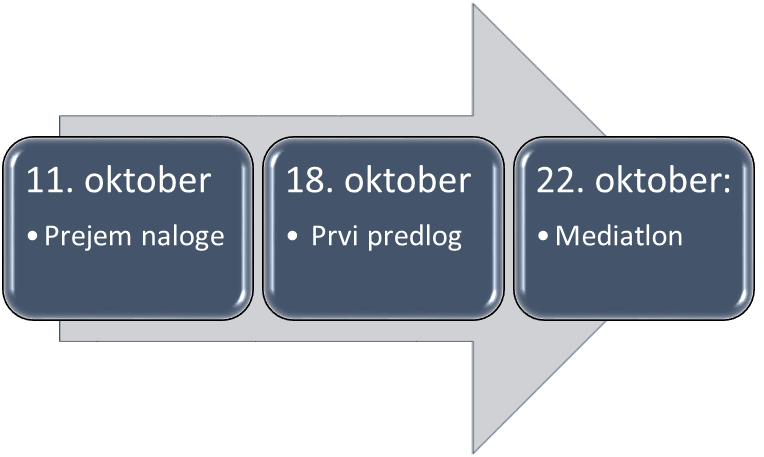 11. oktober
• Prejem naloge
18. oktober
• Prvi predlog
22. oktober:
• Mediatlon